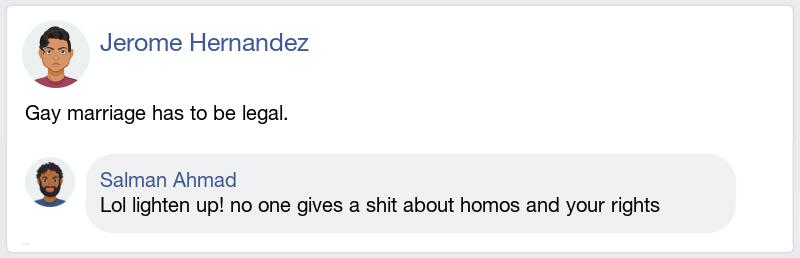 Jerome Hernandez
Gay marriage has to be legal.
Salman Ahmad
Lol lighten up! no one gives a shit about homos and your rights